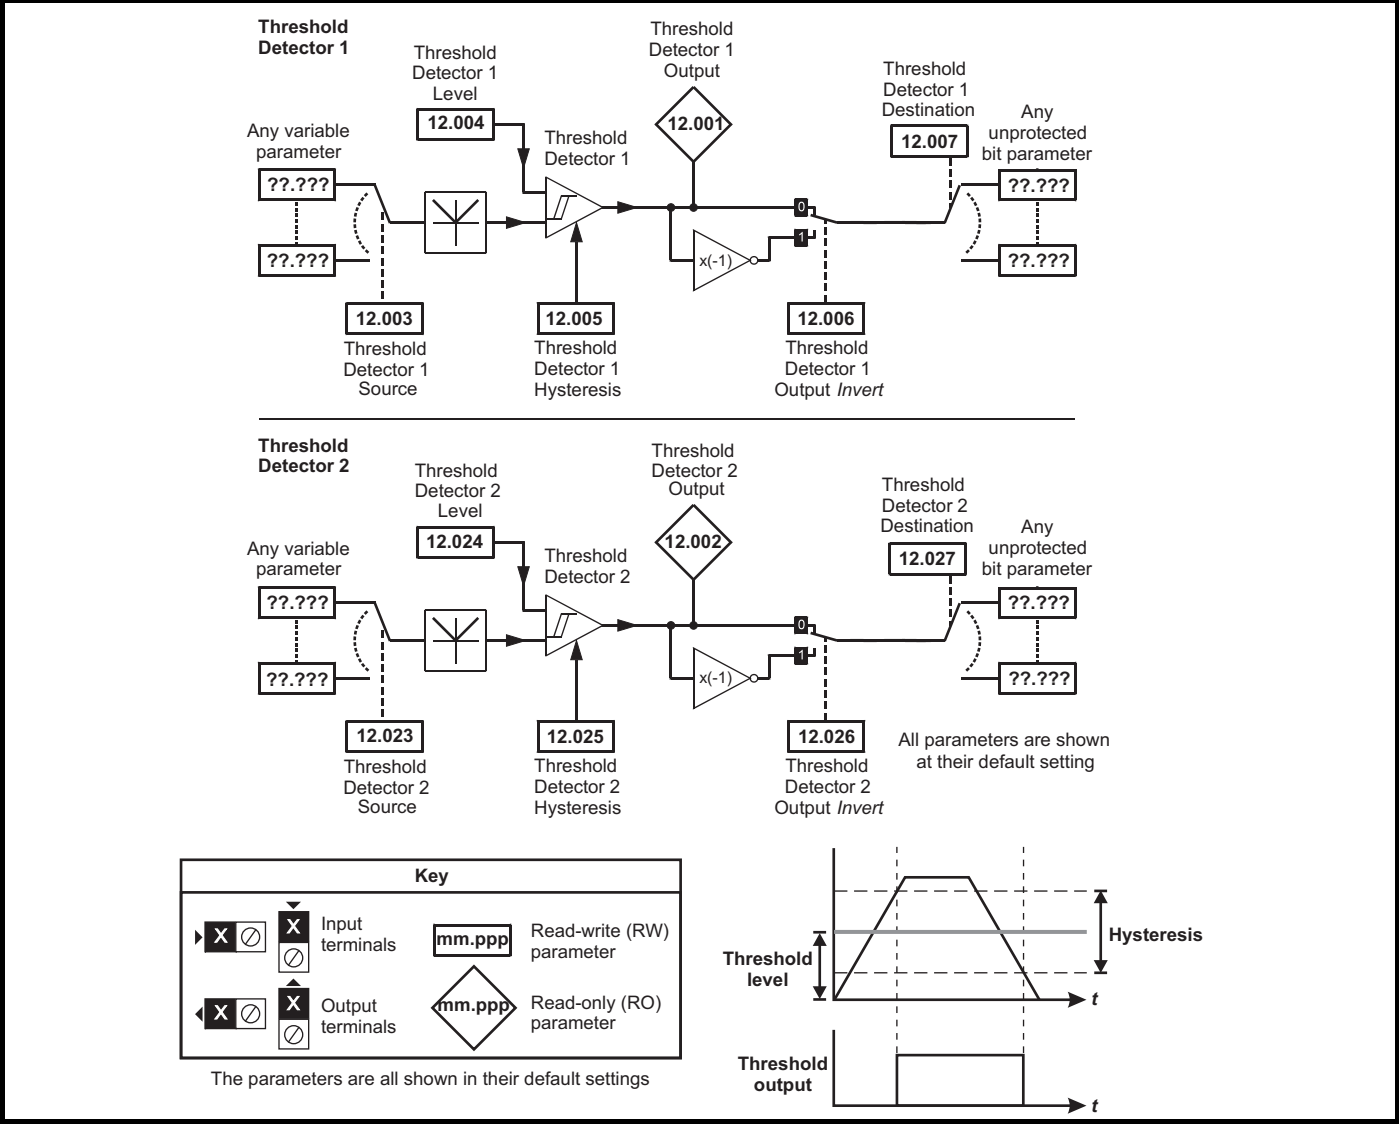 Threshold
Detector 1
Threshold
Detector 1
Level
12.004
Threshold
Detector 1
Output
12.001
Threshold
Detector 1
Destination
12.007
Any
unprotected
bit parameter
Any variable
parameter
Threshold
Detector 1
??.???
??.???
??.???
??.???
0
1
x(-1)
12.003
Threshold
Detector 1
Source
12.005
Threshold
Detector 1
Hysteresis
12.006
Threshold
Detector 1
Output Invert
Threshold
Detector 2
Threshold
Detector 2
Level
12.024
Threshold
Detector 2
Output
12.002
Threshold
Detector 2
Destination
12.027
Any
unprotected
bit parameter
Any variable
parameter
Threshold
Detector 2
??.???
??.???
??.???
??.???
0
1
x(-1)
12.023
Threshold
Detector 2
Source
12.025
Threshold
Detector 2
Hysteresis
12.026
Threshold
Detector 2
Output Invert
All parameters are shown
at their default setting
Key
X
X
Input
terminals
mm.ppp
Read-write (RW)
parameter
X
X
Output
terminals
mm.ppp
Read-only (RO)
parameter
The parameters are all shown in their default settings
Threshold
level
Hysteresis
t
Threshold
output
t